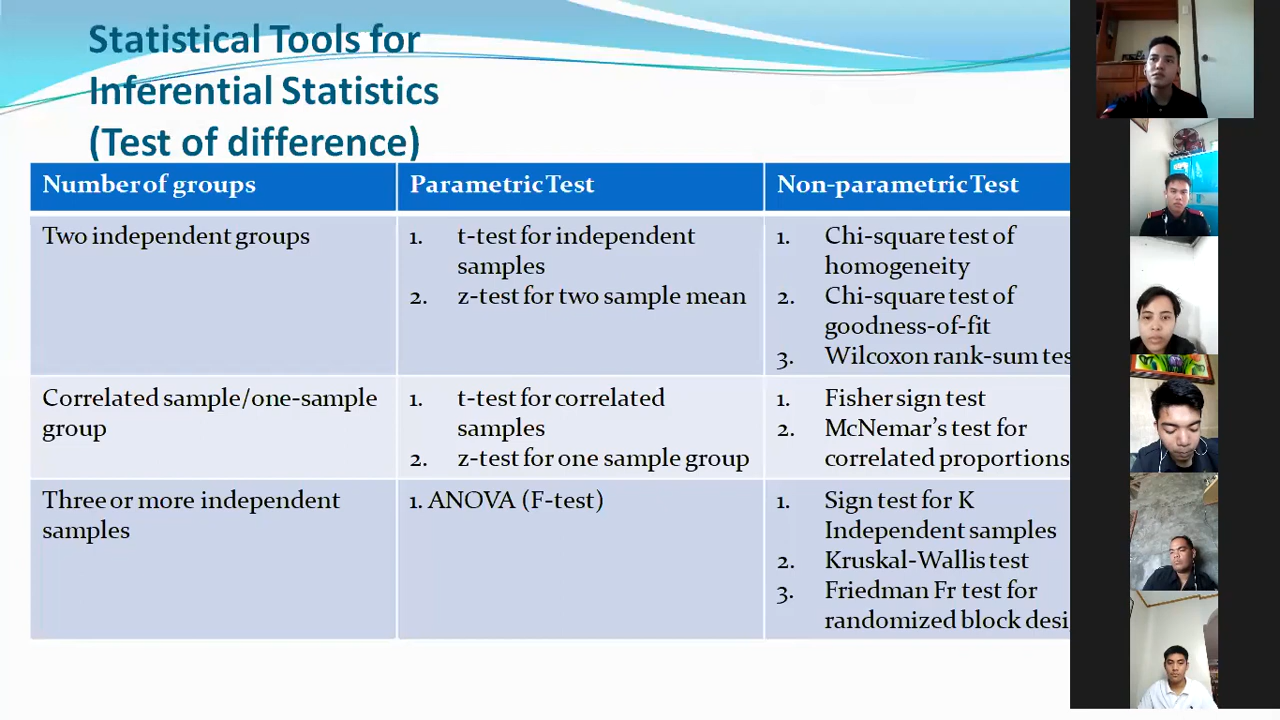 Statistical Tools for
Inferential Statistics
(Test of difference)
Number of groups
Parametric Test
Non-parametric Test
Two independent groups
1. t-test for independent
samples
2. z-test for two sample mean
1. Chi-square test of
homogeneity
2. Chi-square test of
goodness-of-fit
3. Wilcoxon rank-sum tes
Correlated sample/one-sample
group
1. t-test for correlated
samples
2. z-test for one sample group
1. Fisher sign test
2. McNemar’s test for
correlated proportions
Three or more independent
samples
1. ANOVA (F-test)
1. Sign test for K
Independent samples
2. Kruskal-Wallis test
3. Friedman Fr test for
randomized block desi